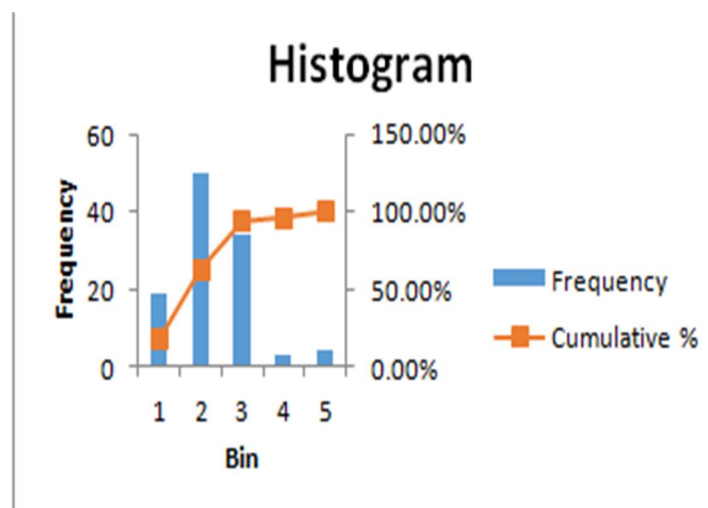 Histogram
60
40
20
0
Frequency
150.00%
100.00%
50.00%
0.00%
1 2 3 4 5
Bin
Frequency
Cumulative %